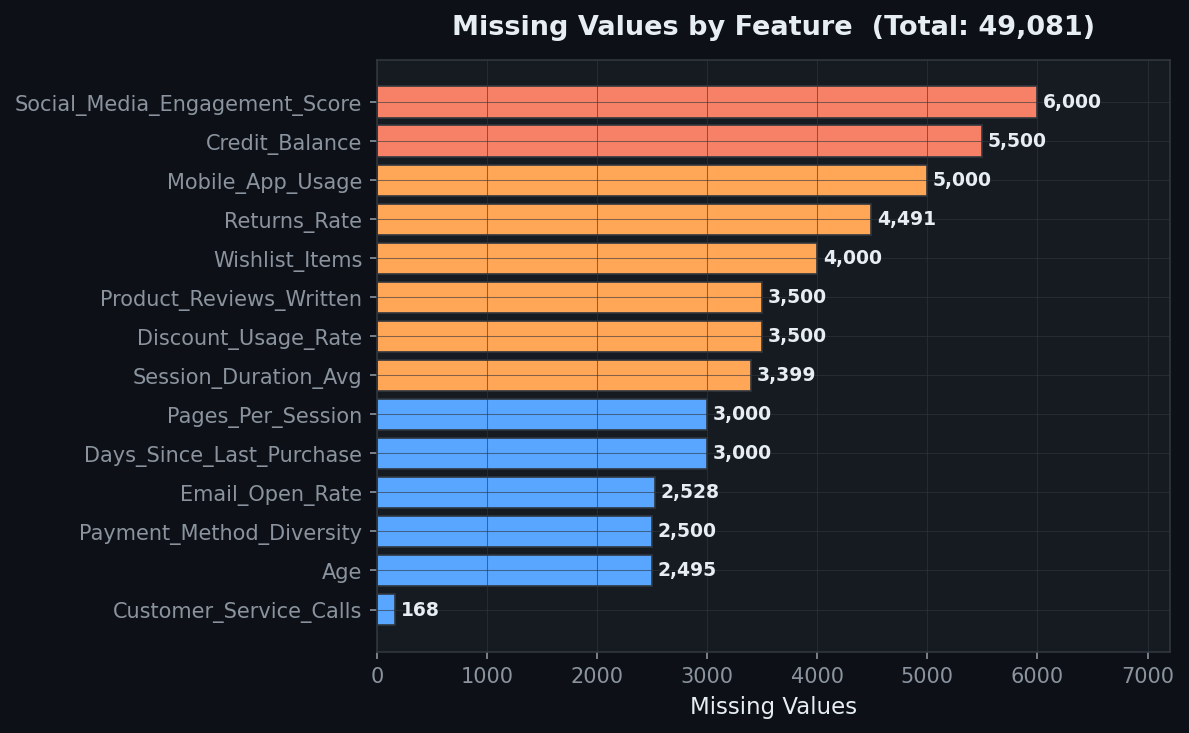 Missing Values by Feature  (Total: 49,081)
Social_Media_Engagement_Score 6,000
Credit_Balance 5,500
Mobile_App_Usage 5,000
Returns_Rate 4,491
Wishlist_Items 4,000
Product_Reviews_Written 3,500
Discount_Usage_Rate 3,500
Session_Duration_Avg 3,399
Pages_Per_Session 3,000
Days_Since_Last_Purchase 3,000
Email_Open_Rate 2,528
Payment_Method_Diversity 2,500
Age 2,495
Customer_Service_Calls 168
0 1000 2000 3000 4000 5000 6000 7000
Missing Values